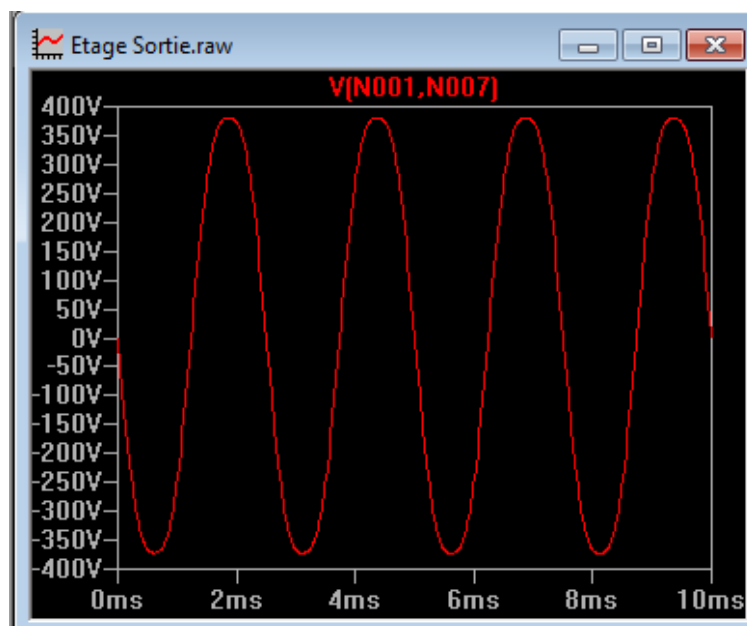 Etage Sortie.raw
V(N001,N007)
400V
350V
300V
250V
200V
150V
100V
50V
0V
-50V
-100V
-150V
-200V
-250V
-300V
-350V
-400V
0ms 2ms 4ms 6ms 8ms 10ms